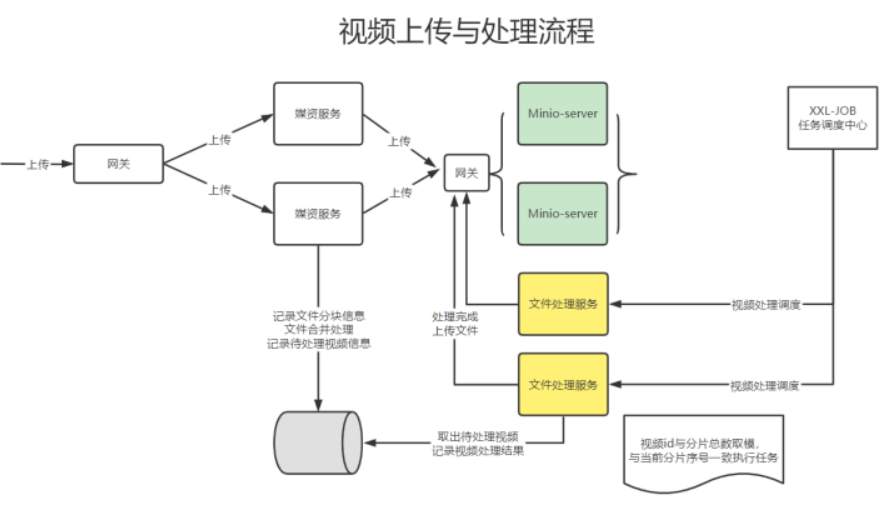 视频上传与处理流程
媒资服务
Minio-server
XXL-JOB
任务调度中心
上传
上传
上传
网关
网关
上传
上传
媒资服务
Minio-server
文件处理服务
视频处理调度
记录文件分块信息
文件合并处理
记录待处理视频信息
处理完成
上传文件
文件处理服务
视频处理调度
取出待处理视频
记录视频处理结果
视频id与分片总数取模，
与当前分片序号一致执行任务